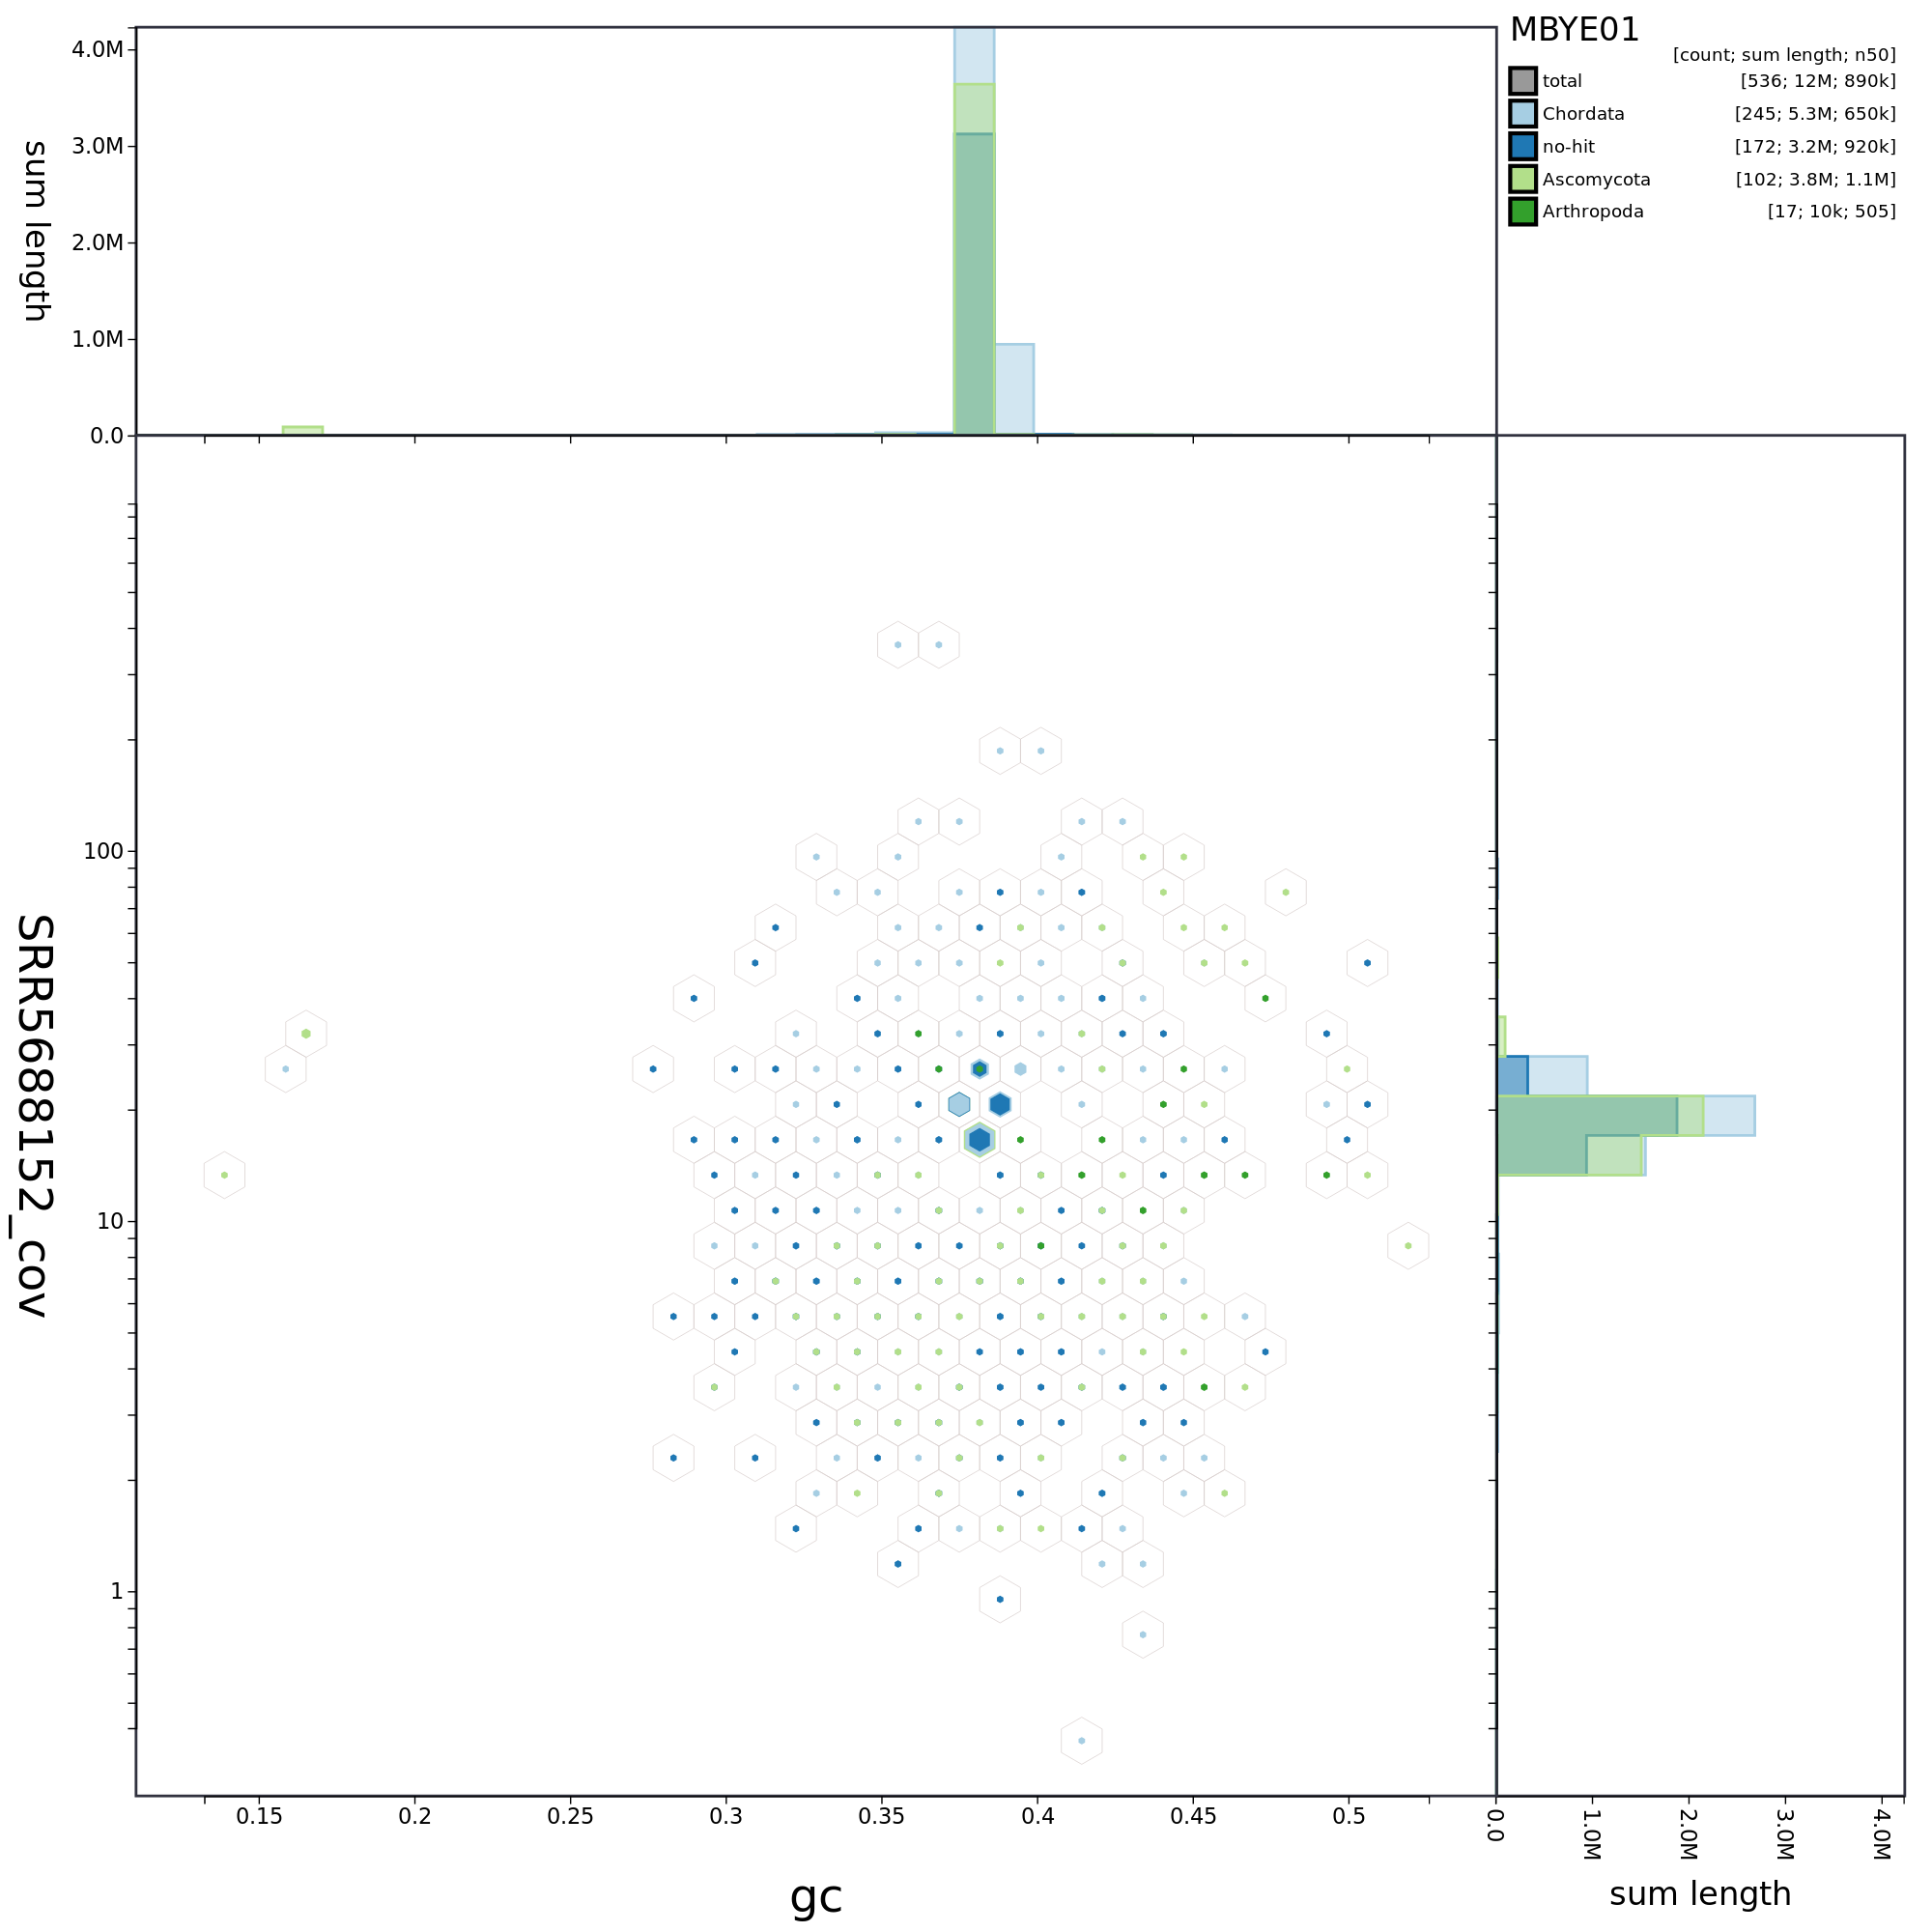 MBYE01
[count; sum length; n50]
total [536; 12M; 890k]
Chordata [245; 5.3M; 650k]
no-hit [172; 3.2M; 920k]
Ascomycota [102; 3.8M; 1.1M]
Arthropoda [17; 10k; 505]
sum length
4.0M
3.0M
2.0M
1.0M
0.0
SRR5688152_cov
100
10
1
0.15 0.2 0.25 0.3 0.35 0.4 0.45 0.5
gc
0.0 1.0M 2.0M 3.0M 4.0M
sum length